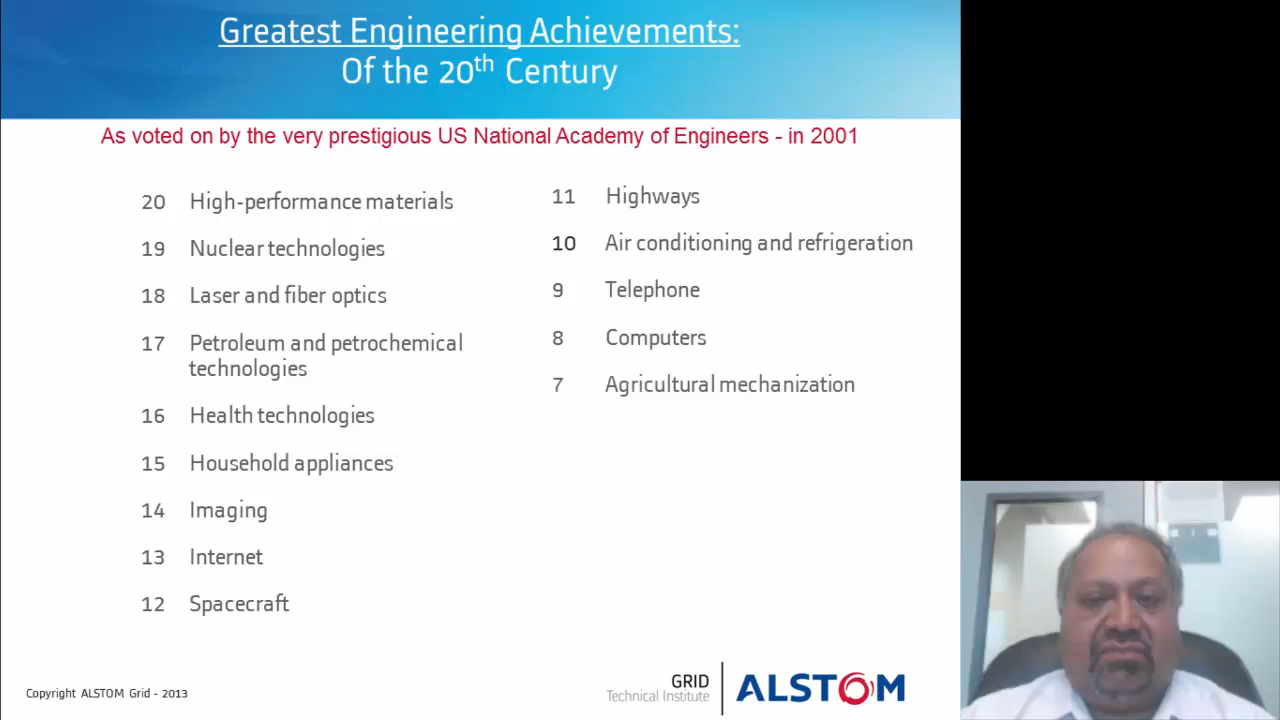 Greatest Engineering Achievements:
Of the 20th Century
As voted on by the very prestigious US National Academy of Engineers - in 2001
20 High-performance materials
19 Nuclear technologies
18 Laser and fiber optics
17 Petroleum and petrochemical
technologies
16 Health technologies
15 Household appliances
14 Imaging
13 Internet
12 Spacecraft
11 Highways
10 Air conditioning and refrigeration
9 Telephone
8 Computers
7 Agricultural mechanization
Copyright ALSTOM Grid - 2013
GRID
Technical Institute
ALSTOM